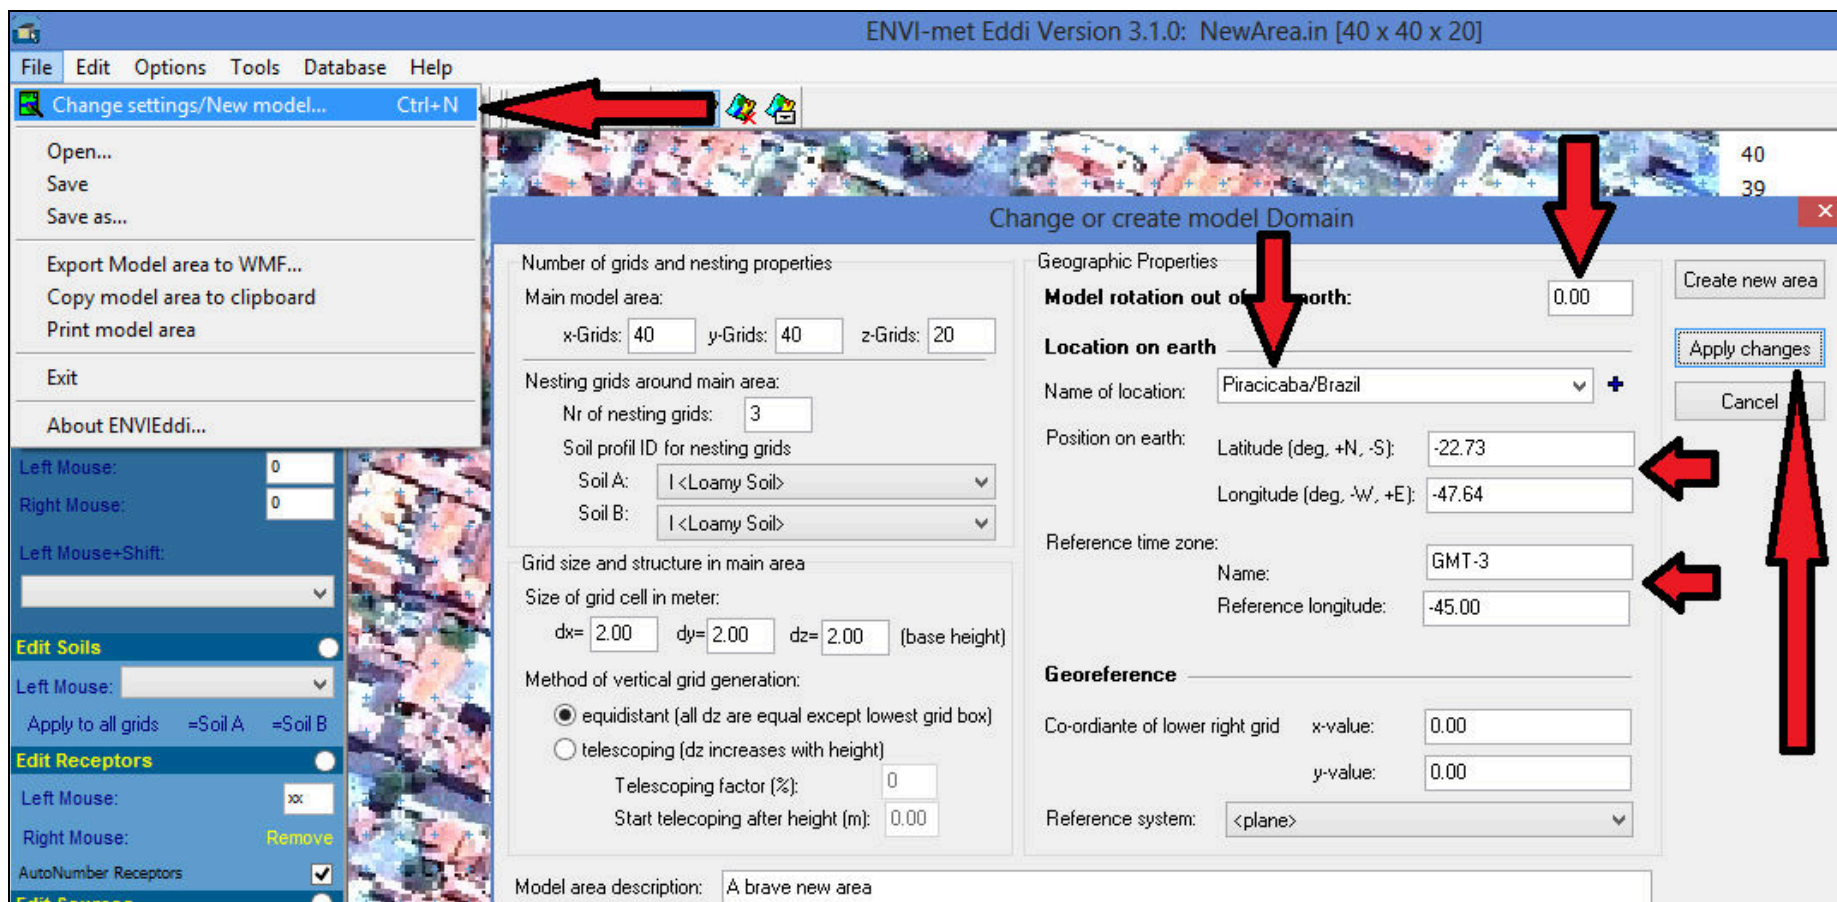 ENVI-met Eddi Version 3.1.0: NewArea.in [40 x 40 x 20]
File Edit Options Tools Database Help
Change settings/New model... Ctrl+N
Open...
Save
Save as...
Export Model area to WMF...
Copy model area to clipboard
Print model area
Exit
About ENVIEddi...
Left Mouse: 0
Right Mouse: 0
Left Mouse+Shift:
Edit Soils
Left Mouse:
Apply to all grids =Soil A =Soil B
Edit Receptors
Left Mouse: xx
Right Mouse: Remove
AutoNumber Receptors
Edit Sources
40
39
Change or create model Domain
Number of grids and nesting properties
Main model area:
x-Grids: 40 y-Grids: 40 z-Grids: 20
Nesting grids around main area:
Nr of nesting grids: 3
Soil profil ID for nesting grids
Soil A: l <Loamy Soil>
Soil B: l <Loamy Soil>
Grid size and structure in main area
Size of grid cell in meter:
dx= 2.00 dy= 2.00 dz= 2.00 (base height)
Method of vertical grid generation:
equidistant (all dz are equal except lowest grid box)
telescoping (dz increases with height)
Telescoping factor (%): 0
Start telecoping after height (m): 0.00
Geographic Properties
Model rotation out of north: 0.00
Location on earth
Name of location: Piracicaba/Brazil
Position on earth: Latitude (deg, +N, -S): -22.73
Longitude (deg, -W, +E): -47.64
Reference time zone:
Name: GMT-3
Reference longitude: -45.00
Georeference
Co-ordiante of lower right grid x-value: 0.00
y-value: 0.00
Reference system: <plane>
Create new area
Apply changes
Cancel
Model area description: A brave new area